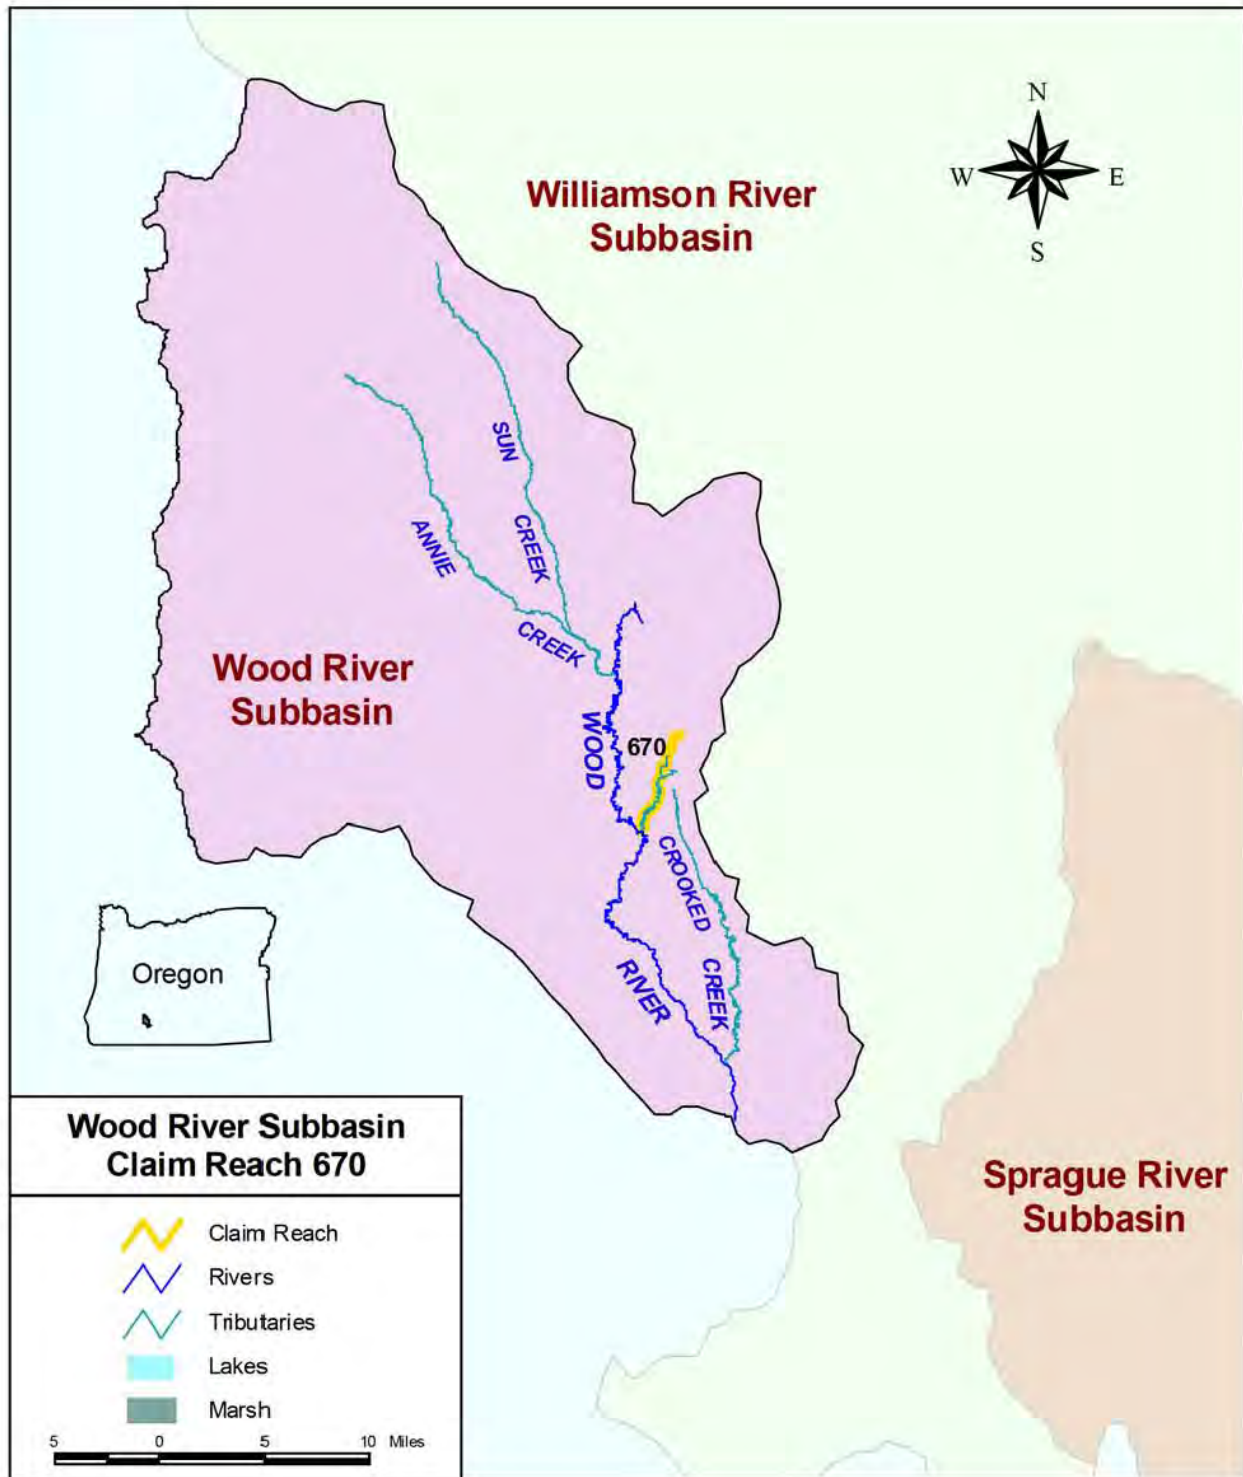 N
W
E
S
Williamson River
Subbasin
SUN
CREEK
ANNIE
CREEK
Wood River
Subbasin
WOOD
670
CROOKED
CREEK
RIVER
Oregon
Sprague River
Subbasin
Wood River Subbasin
Claim Reach 670
Claim Reach
Rivers
Tributaries
Lakes
Marsh
5 0 5 10 Miles